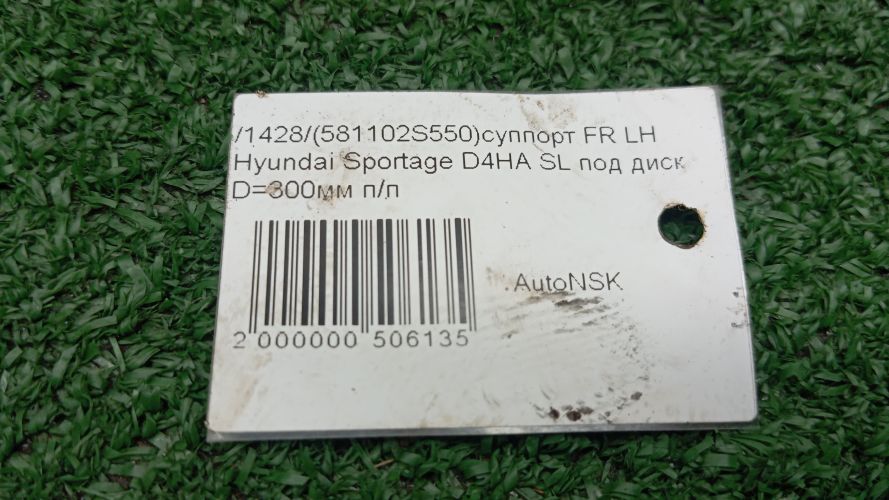 /1428/(581102S550)суппорт FR LH
Hyundai Sportage D4HA SL под диск
D=300мм п/п
AutoNSK
2 000000 506135